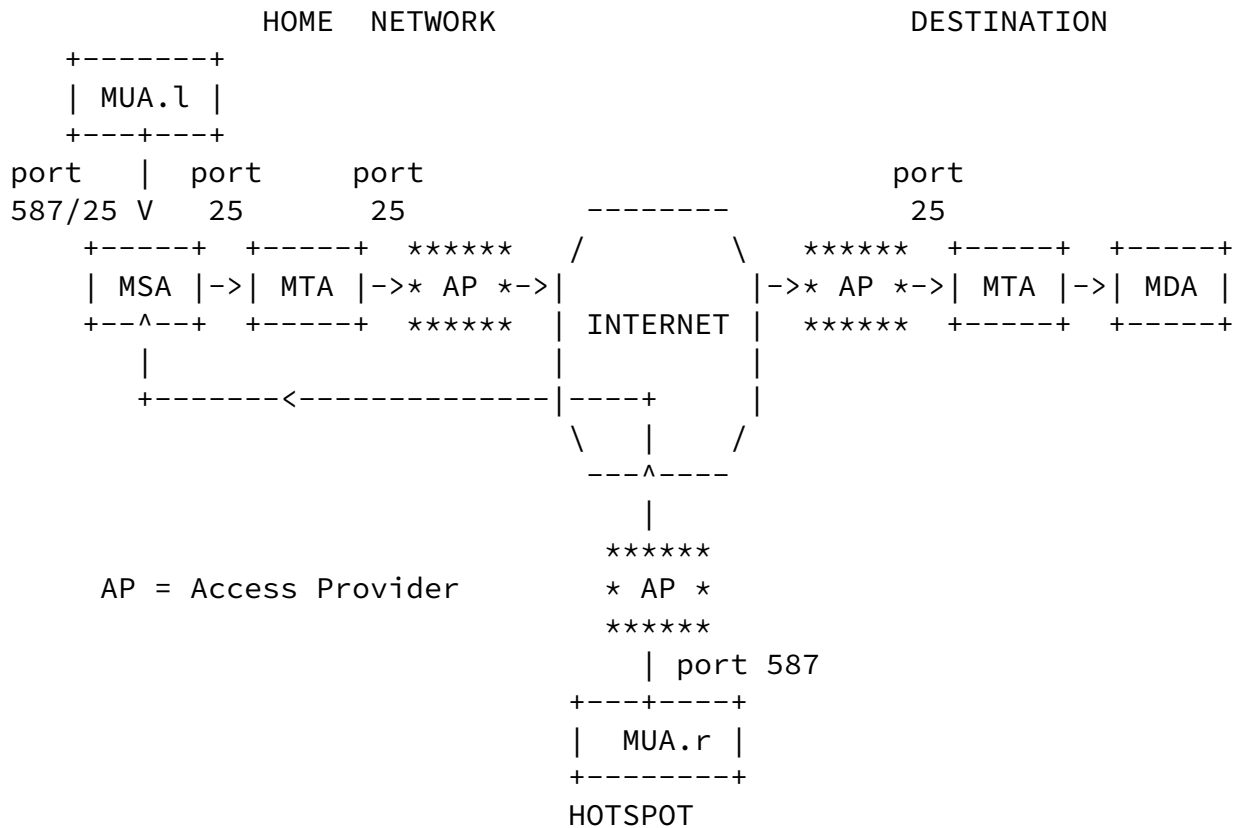 HOME NETWORK DESTINATION
MUA.l
port port port port
587/25 V 25 25 25
MSA MTA AP AP MTA MDA
INTERNET
AP = Access Provider AP
port 587
MUA.r
HOTSPOT